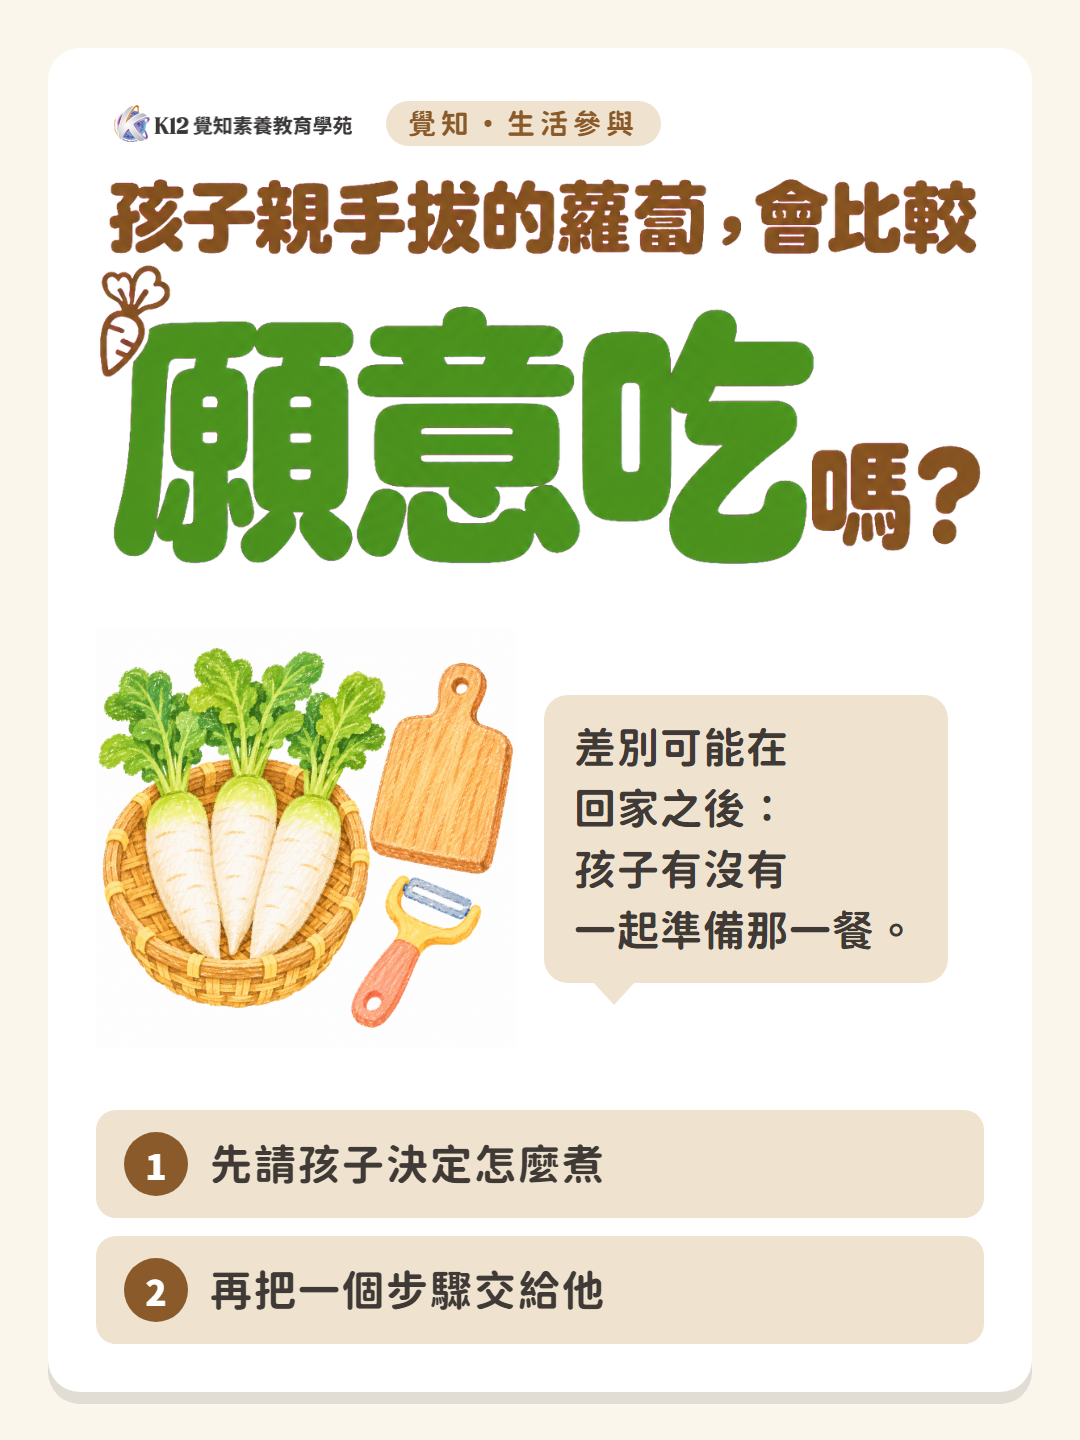 K12 覺知素養教育學苑
覺知・生活參與
孩子親手拔的蘿蔔，會比較
願意吃嗎？
差別可能在
回家之後：
孩子有沒有
一起準備那一餐。
1 先請孩子決定怎麼煮
2 再把一個步驟交給他